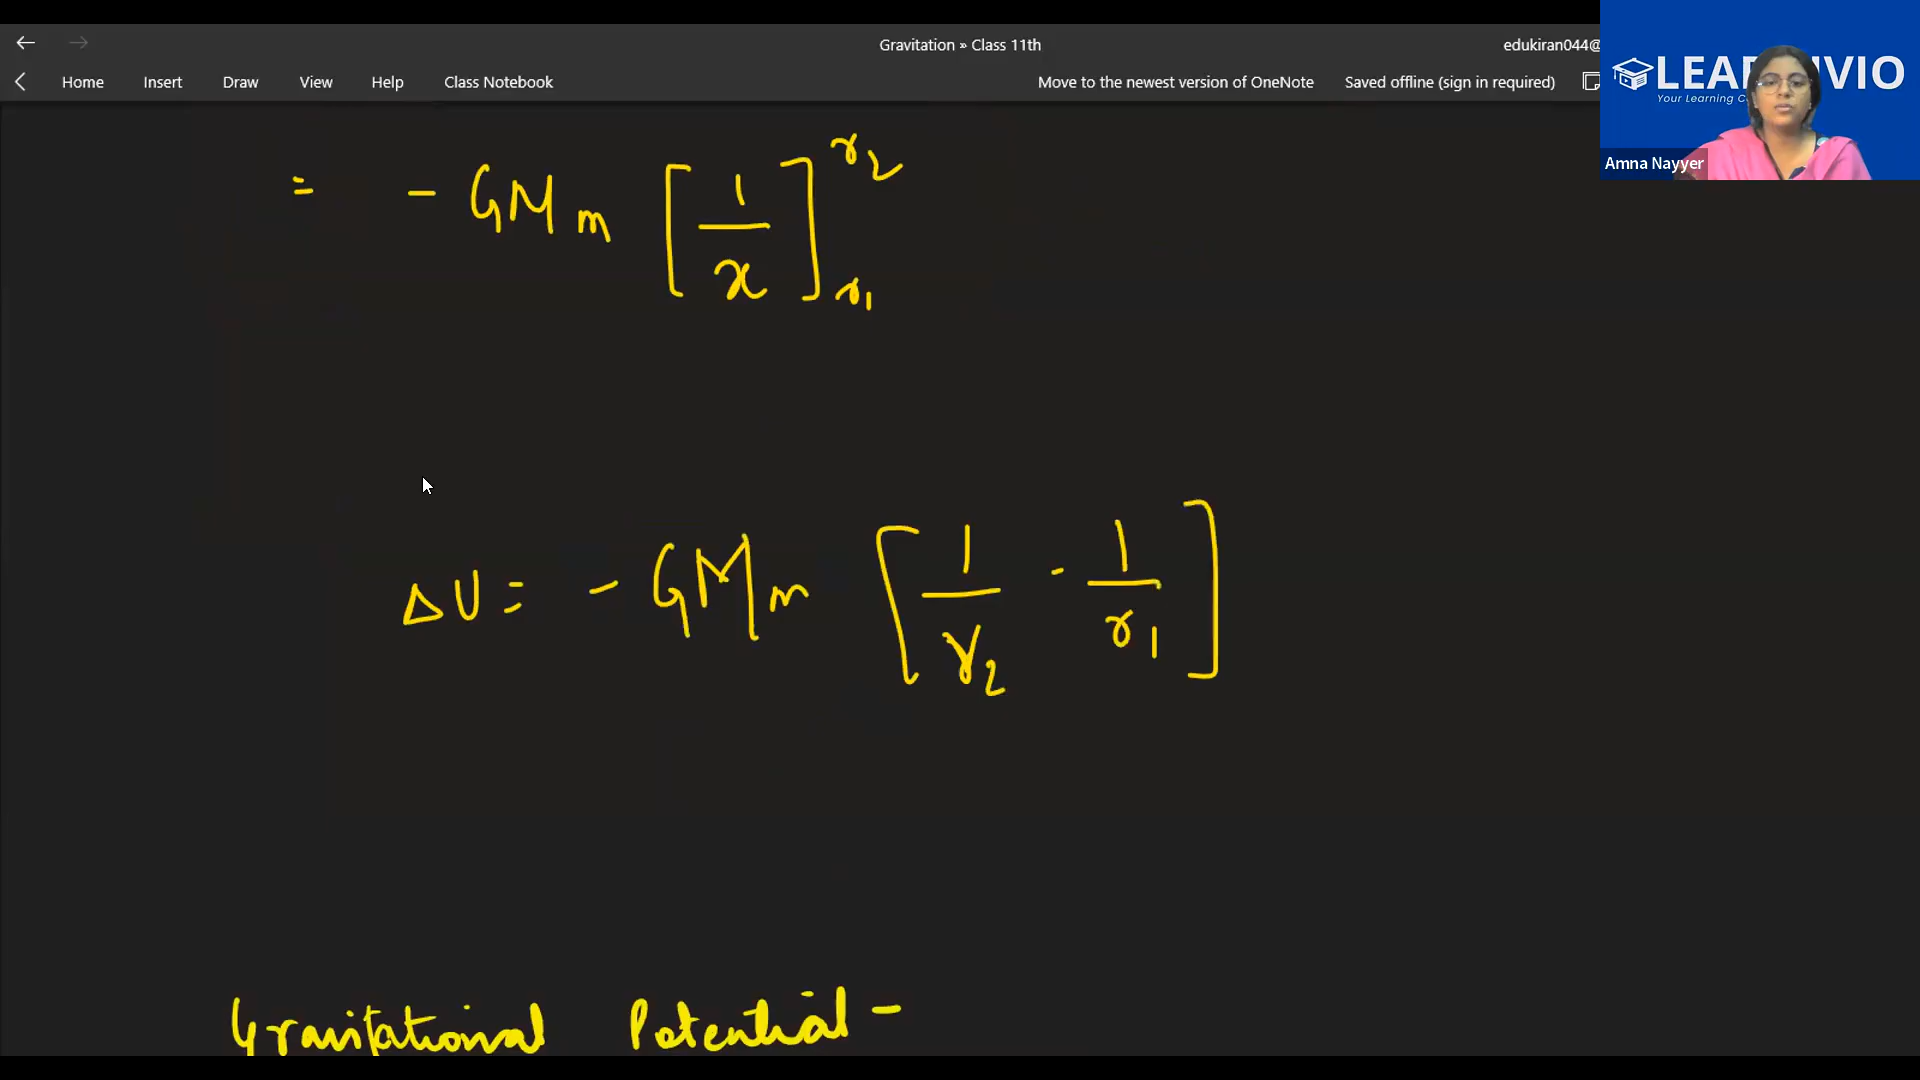 Gravitation » Class 11th
edukiran044@
Home Insert Draw View Help Class Notebook
Move to the newest version of OneNote Saved offline (sign in required)
Your Learning
Amna Nayyer
= - GMm [1/x]r₁^r₂
ΔU = - GMm [1/r₂ - 1/r₁]
Gravitational Potential -